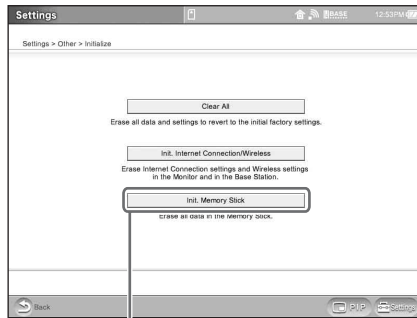 Settings
BASE 12:53PM
Settings > Other > Initialize
Clear All
Erase all data and settings to revert to the initial factory settings.
Init. Internet Connection/Wireless
Erase Internet Connection settings and Wireless settings
in the Monitor and in the Base Station.
Init. Memory Stick
Erase all data in the Memory Stick.
Back P.I.P. Settings